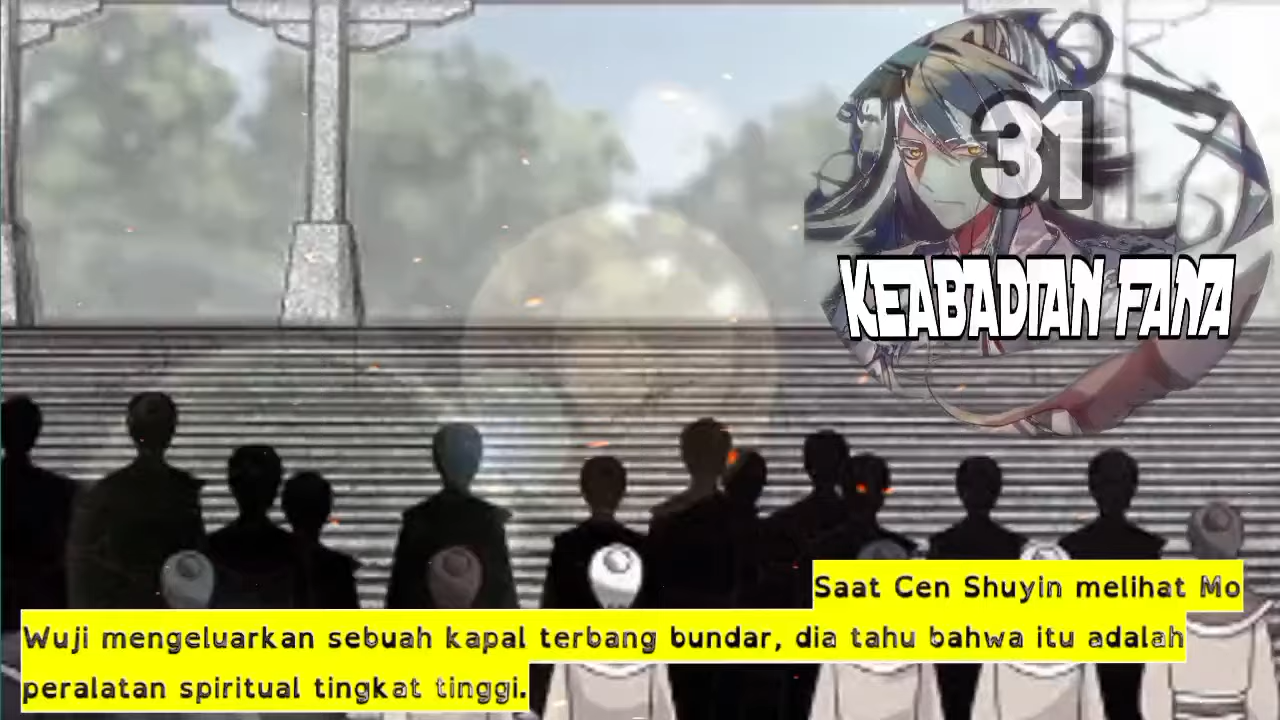 31
KEABADIAN FANA
Saat Cen Shuyin melihat Mo
Wuji mengeluarkan sebuah kapal terbang bundar, dia tahu bahwa itu adalah
peralatan spiritual tingkat tinggi.